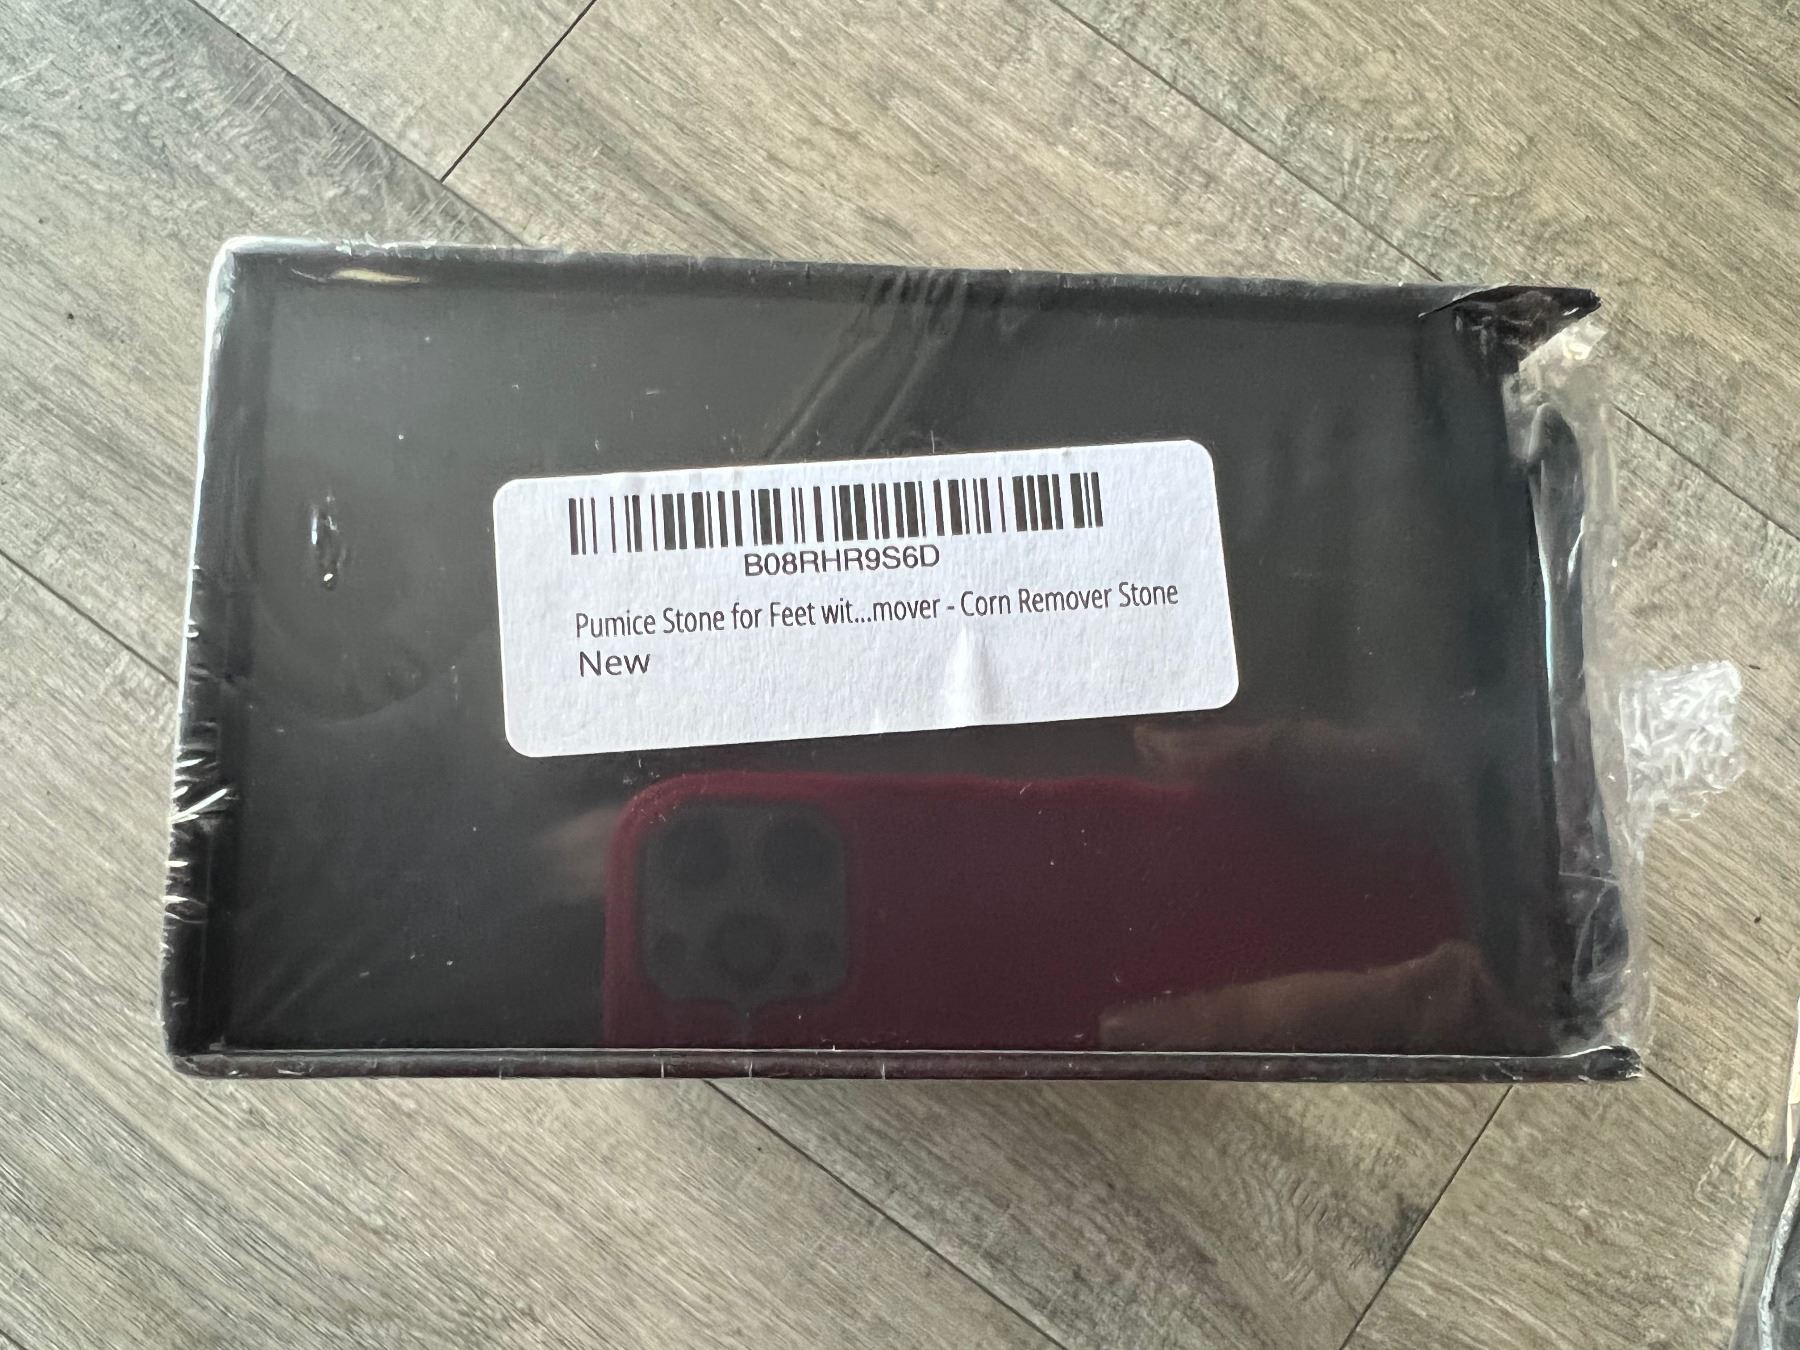 B08RHR9S6D
Pumice Stone for Feet wit...mover - Corn Remover Stone
New